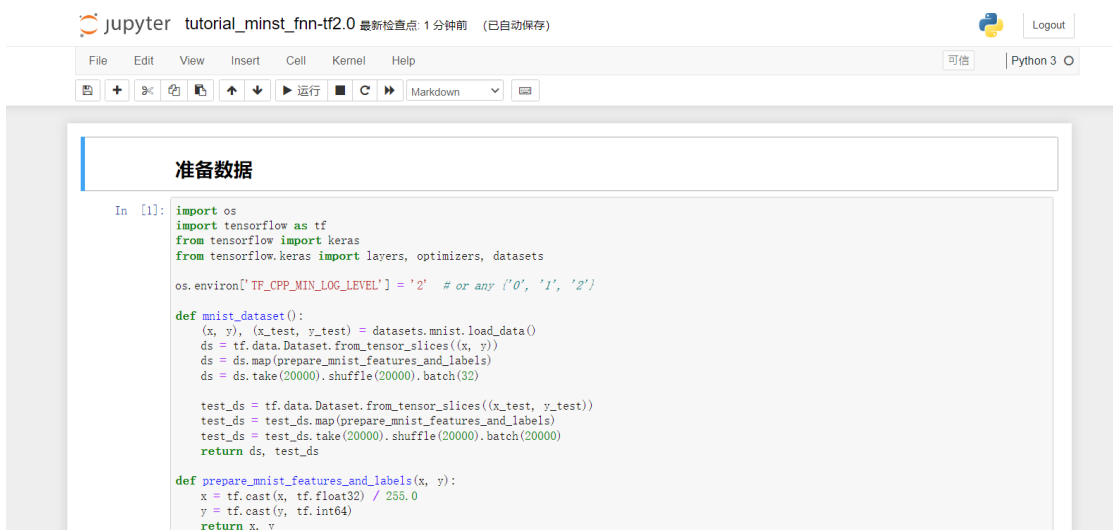 jupyter tutorial_minst_fnn-tf2.0 最新检查点: 1 分钟前 (已自动保存) Logout
File Edit View Insert Cell Kernel Help 可信 Python 3
运行 Markdown
准备数据
In [1]: import os
import tensorflow as tf
from tensorflow import keras
from tensorflow.keras import layers, optimizers, datasets
os.environ['TF_CPP_MIN_LOG_LEVEL'] = '2'  # or any {'0', '1', '2'}
def mnist_dataset():
    (x, y), (x_test, y_test) = datasets.mnist.load_data()
    ds = tf.data.Dataset.from_tensor_slices((x, y))
    ds = ds.map(prepare_mnist_features_and_labels)
    ds = ds.take(20000).shuffle(20000).batch(32)
    test_ds = tf.data.Dataset.from_tensor_slices((x_test, y_test))
    test_ds = test_ds.map(prepare_mnist_features_and_labels)
    test_ds = test_ds.take(20000).shuffle(20000).batch(20000)
    return ds, test_ds
def prepare_mnist_features_and_labels(x, y):
    x = tf.cast(x, tf.float32) / 255.0
    y = tf.cast(y, tf.int64)
    return x, y